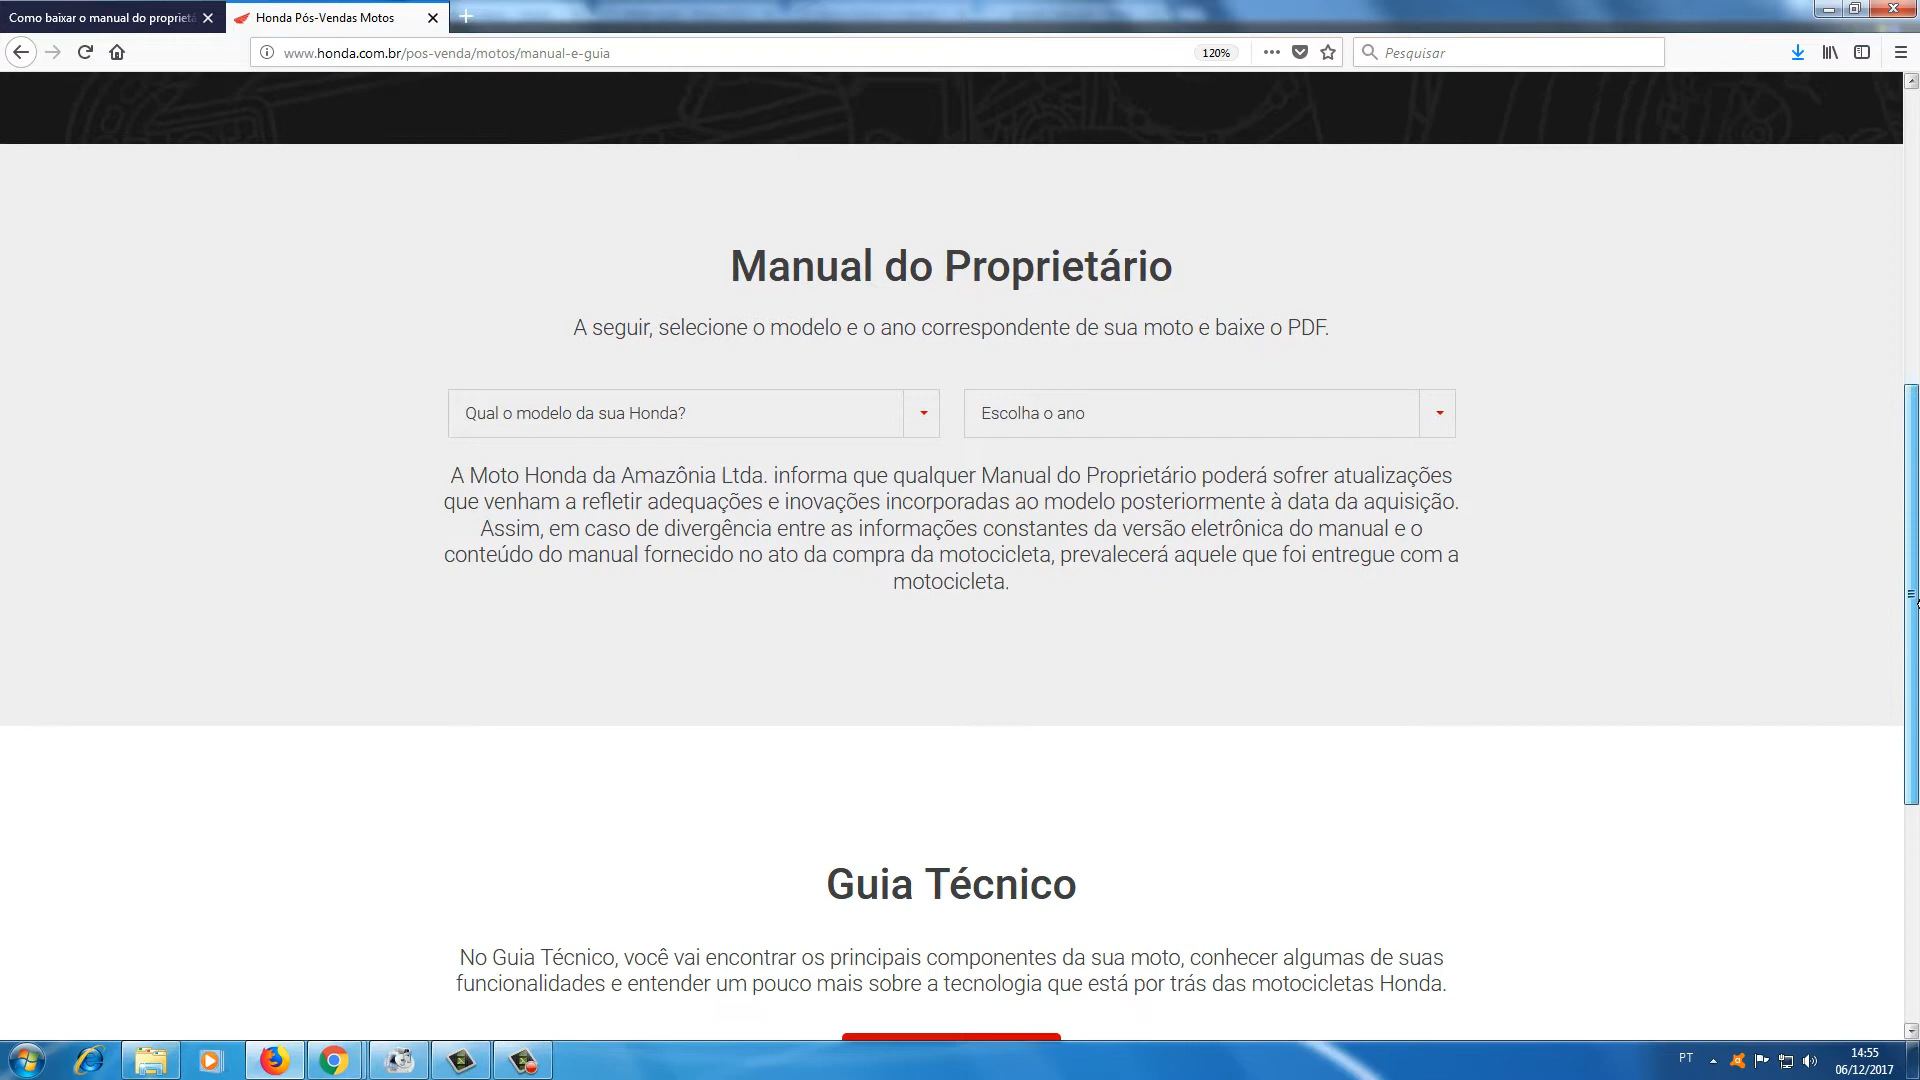 Como baixar o manual do propriet
Honda Pós-Vendas Motos
www.honda.com.br/pos-venda/motos/manual-e-guia
120%
Pesquisar
Manual do Proprietário
A seguir, selecione o modelo e o ano correspondente de sua moto e baixe o PDF.
Qual o modelo da sua Honda?
Escolha o ano
A Moto Honda da Amazônia Ltda. informa que qualquer Manual do Proprietário poderá sofrer atualizações
que venham a refletir adequações e inovações incorporadas ao modelo posteriormente à data da aquisição.
Assim, em caso de divergência entre as informações constantes da versão eletrônica do manual e o
conteúdo do manual fornecido no ato da compra da motocicleta, prevalecerá aquele que foi entregue com a
motocicleta.
Guia Técnico
No Guia Técnico, você vai encontrar os principais componentes da sua moto, conhecer algumas de suas
funcionalidades e entender um pouco mais sobre a tecnologia que está por trás das motocicletas Honda.
PT
14:55
06/12/2017